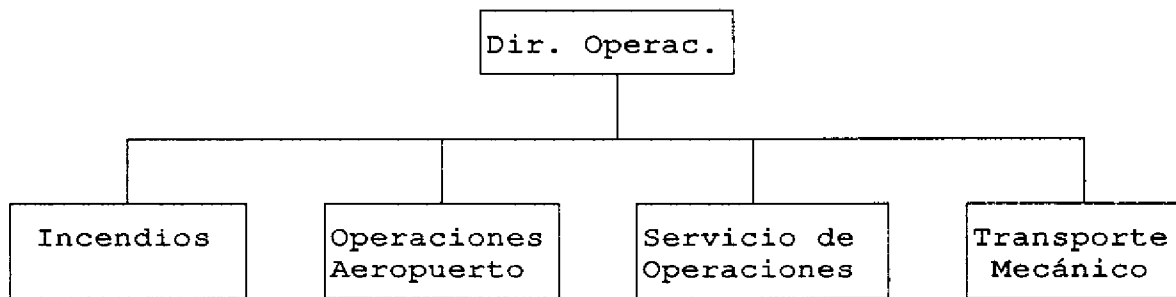 Dir. Operac.
Incendios
Operaciones
Aeropuerto
Servicio de
Operaciones
Transporte
Mecánico